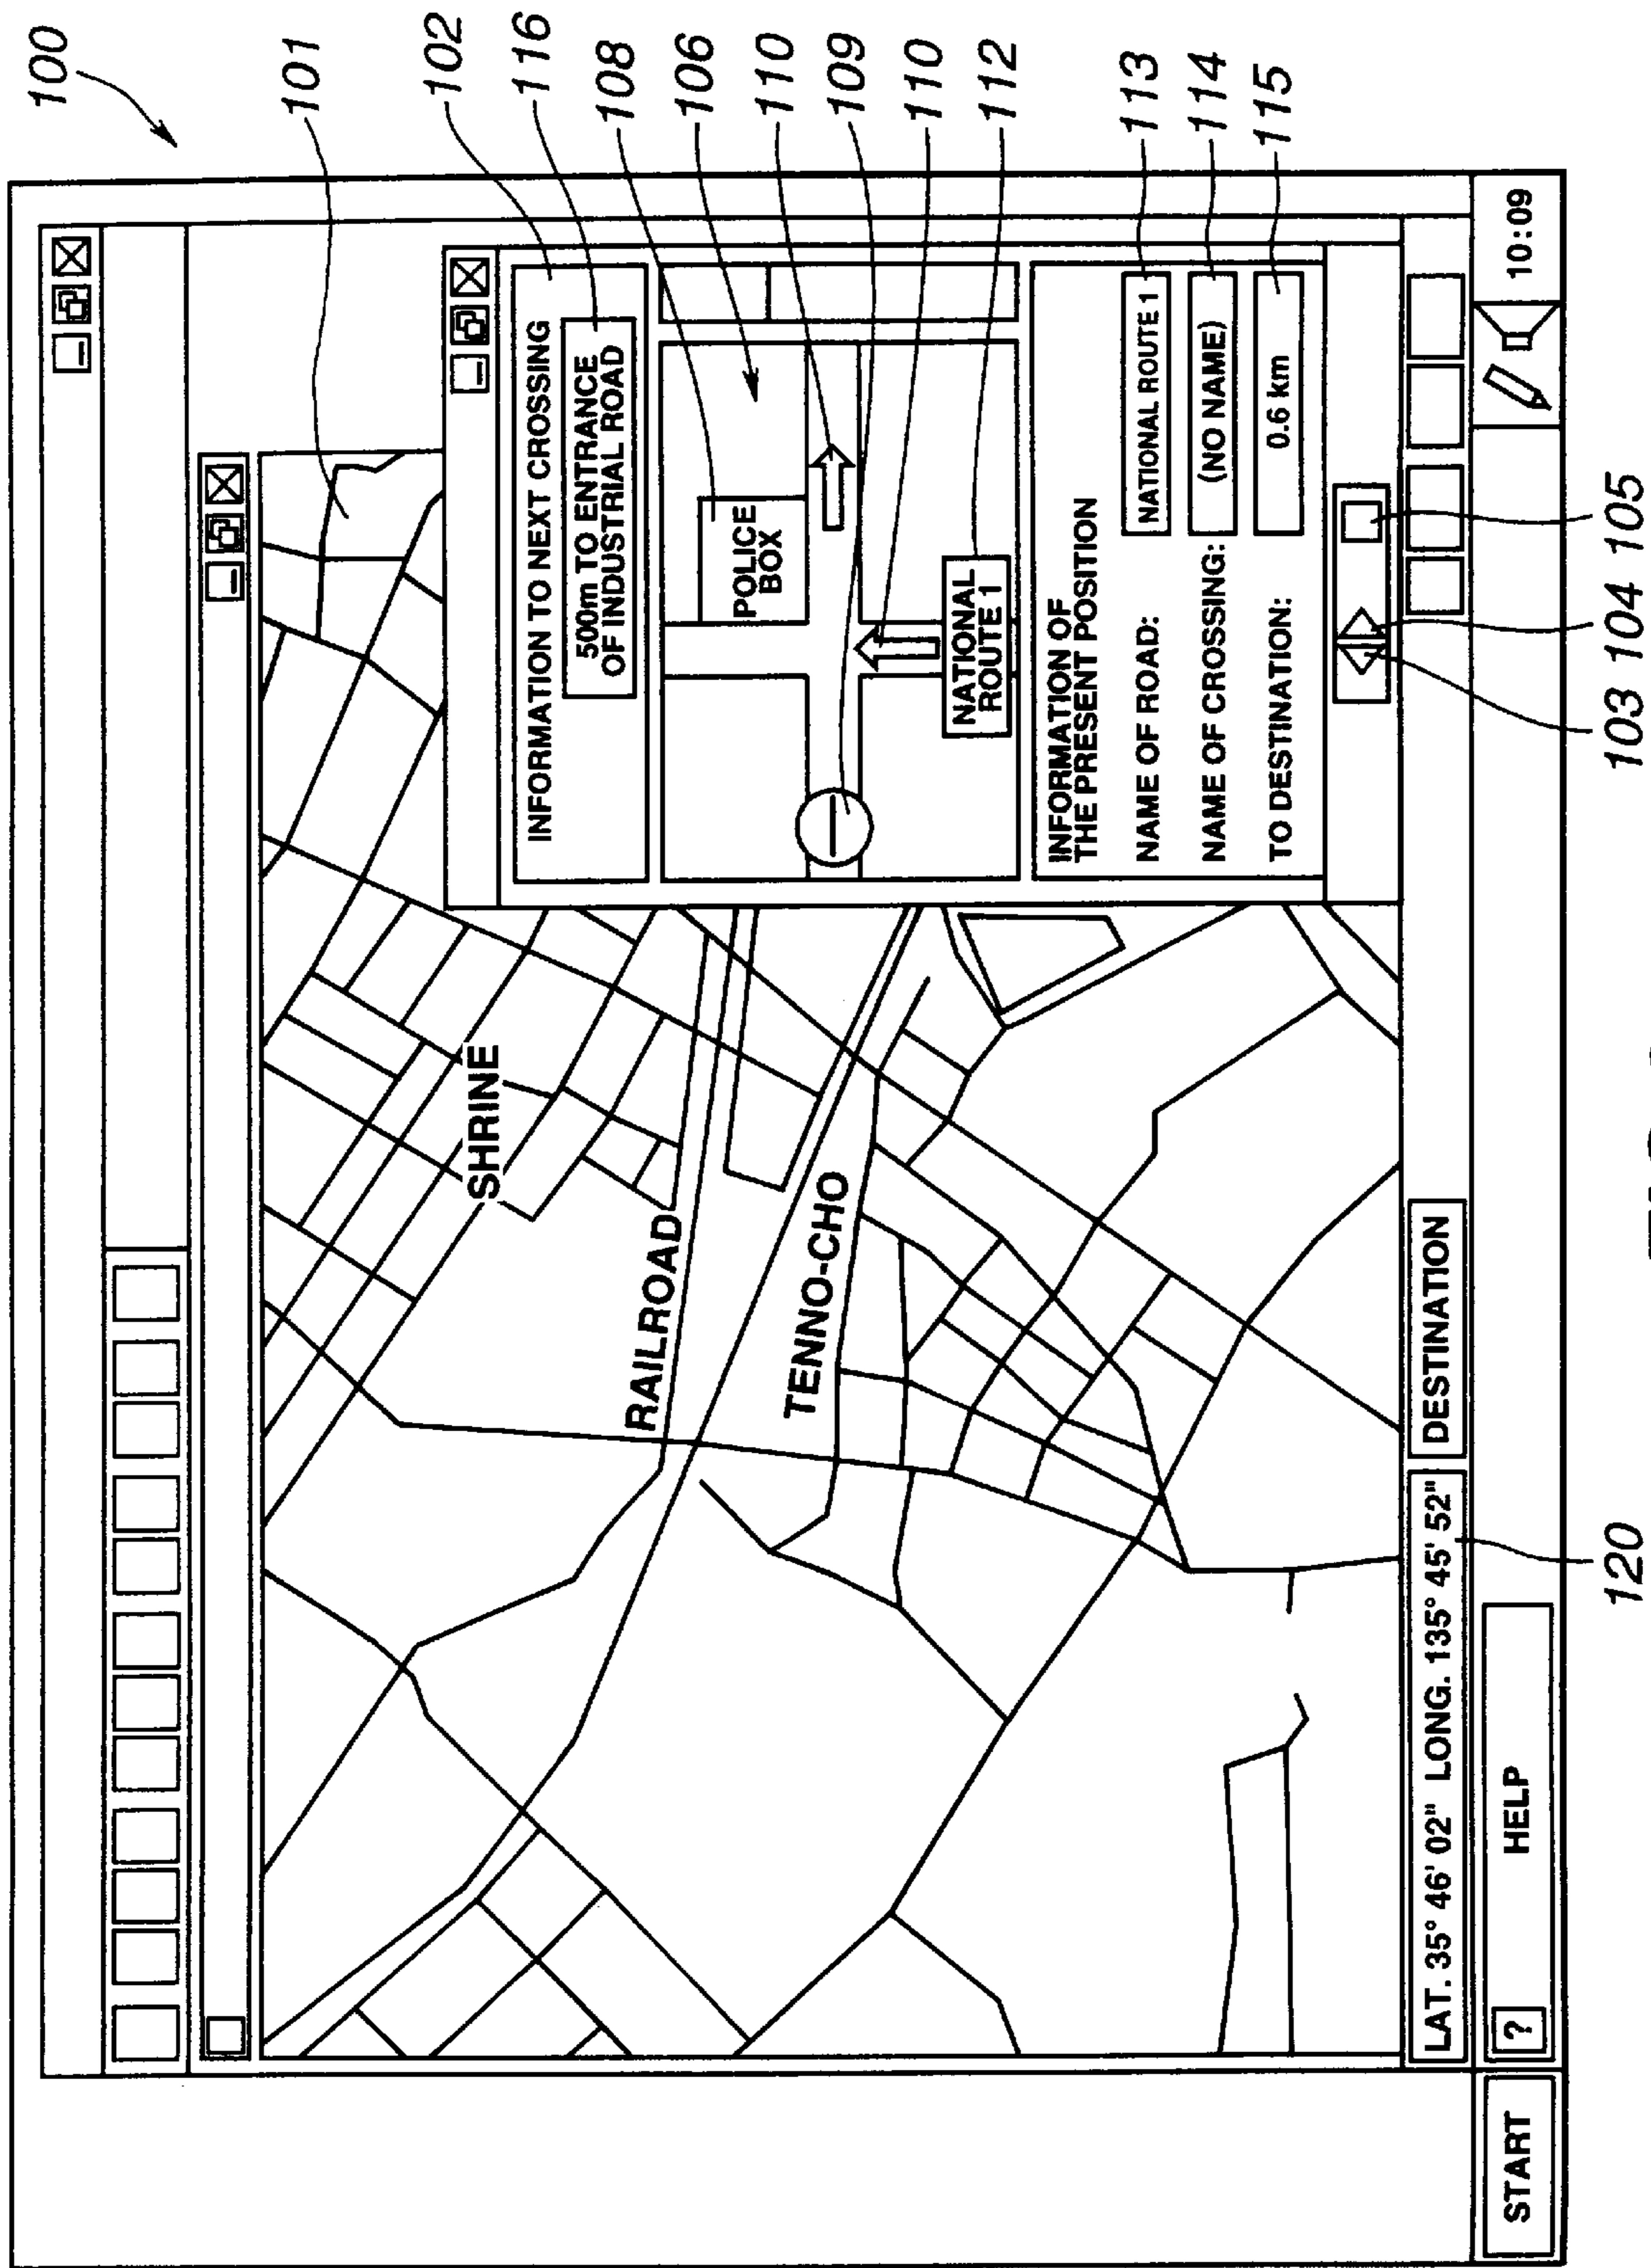 100
101
102
116
108
106
110
109
110
112
113
114
115
INFORMATION TO NEXT CROSSING
500m TO ENTRANCE
OF INDUSTRIAL ROAD
POLICE
BOX
NATIONAL
ROUTE 1
INFORMATION OF
THE PRESENT POSITION
NAME OF ROAD: NATIONAL ROUTE 1
NAME OF CROSSING: (NO NAME)
TO DESTINATION: 0.6 km
SHRINE
RAILROAD
TENNO-CHO
LAT. 35° 46' 02" LONG. 135° 45' 52" DESTINATION
START ? HELP 10:09
120
103 104 105